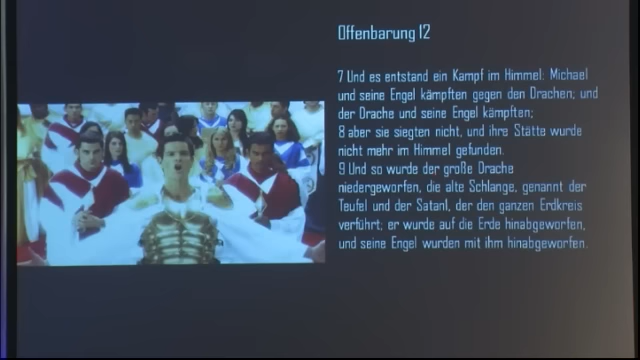 Offenbarung 12
7 Und es entstand ein Kampf im Himmel: Michael
und seine Engel kämpften gegen den Drachen; und
der Drache und seine Engel kämpften;
8 aber sie siegten nicht, und ihre Stätte wurde
nicht mehr im Himmel gefunden.
9 Und so wurde der große Drache
niedergeworfen, die alte Schlange, genannt der
Teufel und der Satanl, der den ganzen Erdkreis
verführt; er wurde auf die Erde hinabgeworfen,
und seine Engel wurden mit ihm hinabgeworfen.